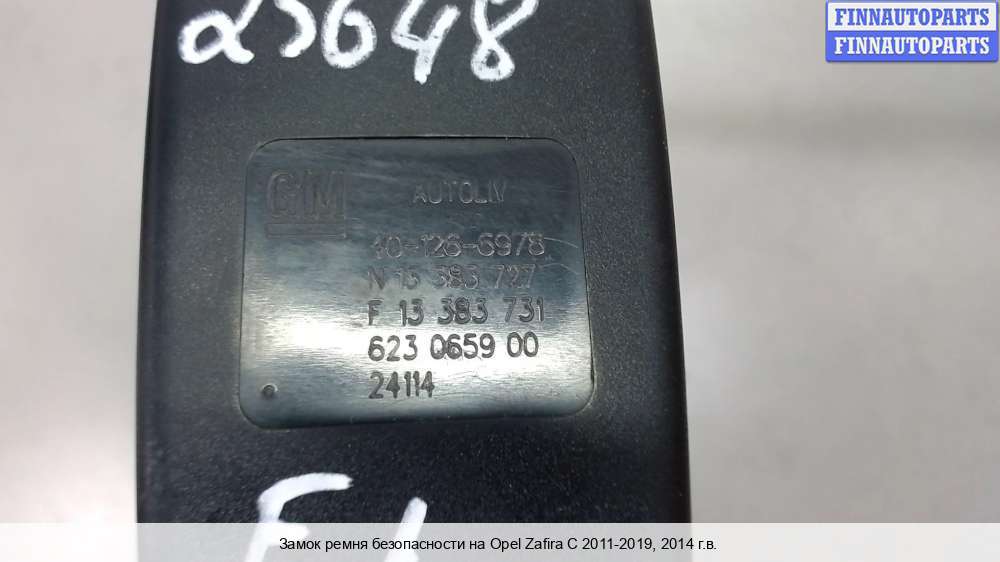 25648
FINNAUTOPARTS
FINNAUTOPARTS
GM
AUTOLIV
10-126-6978
N 13 383 727
F 13 383 731
623 0659 00
24114
Замок ремня безопасности на Opel Zafira C 2011-2019, 2014 г.в.